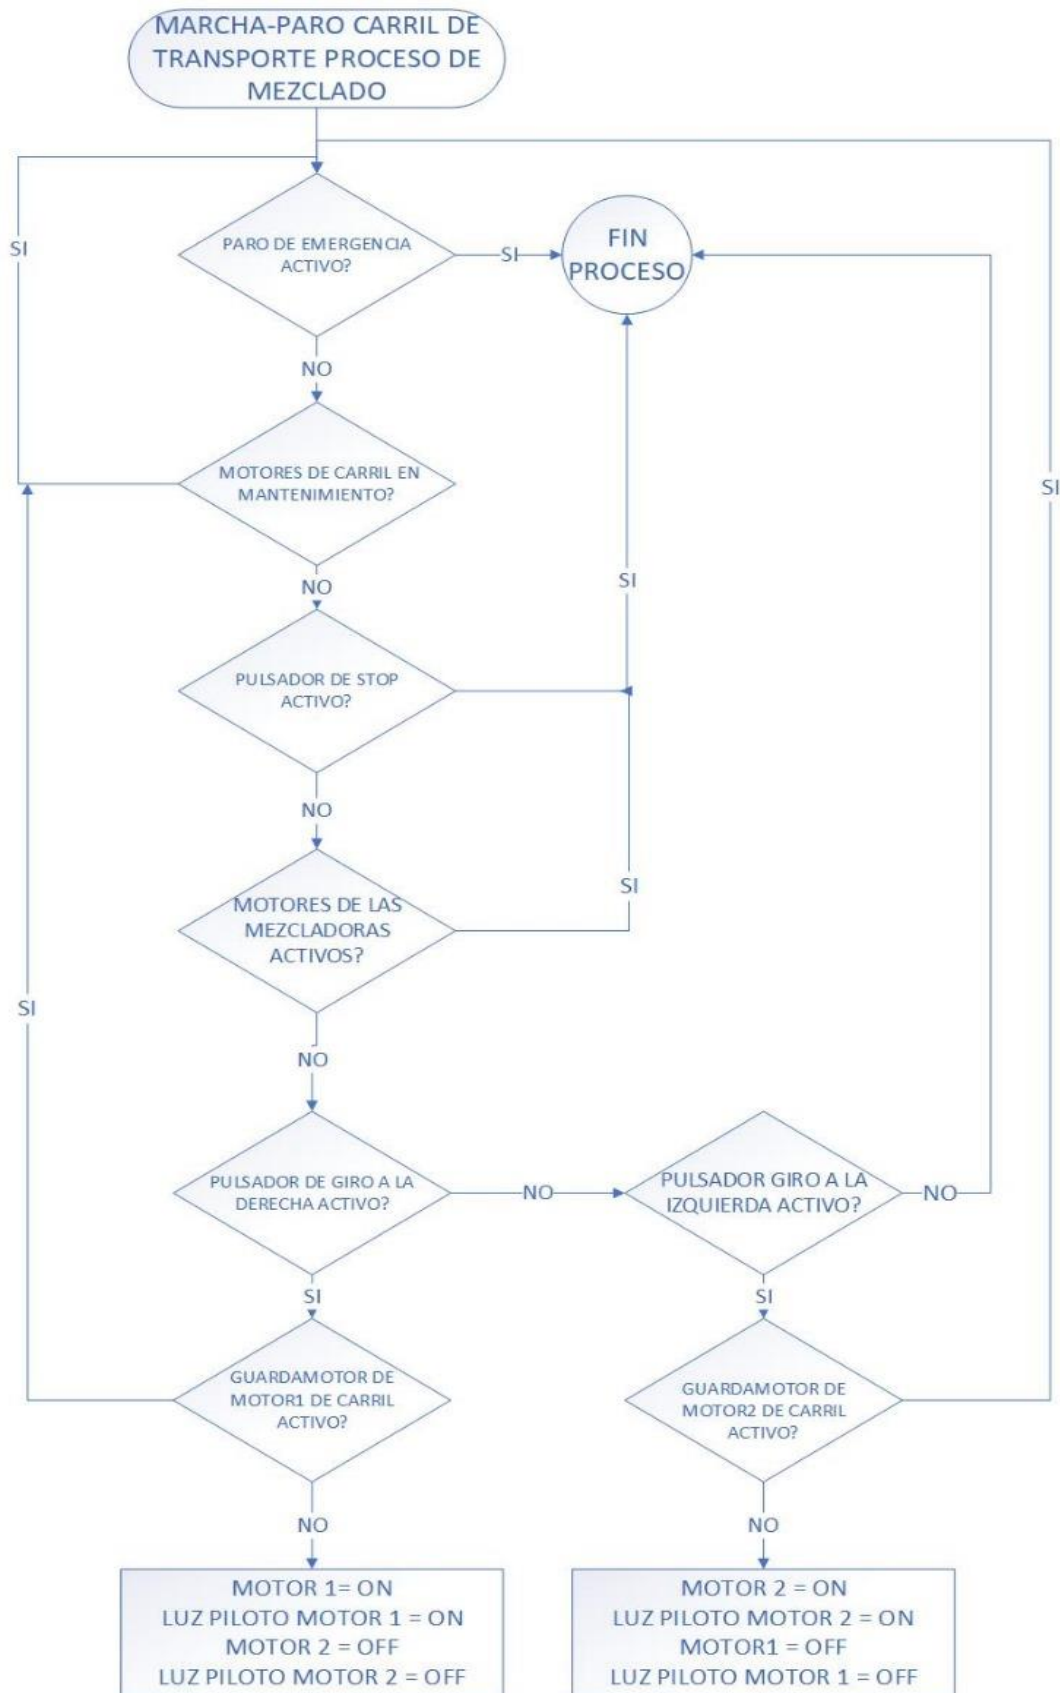 MARCHA-PARO CARRIL DE
TRANSPORTE PROCESO DE
MEZCLADO
SI
PARO DE EMERGENCIA
ACTIVO?
SI
FIN
PROCESO
NO
MOTORES DE CARRIL EN
MANTENIMIENTO?
SI
NO
SI
PULSADOR DE STOP
ACTIVO?
NO
SI
MOTORES DE LAS
MEZCLADORAS
ACTIVOS?
SI
NO
PULSADOR DE GIRO A LA
DERECHA ACTIVO?
NO
PULSADOR GIRO A LA
IZQUIERDA ACTIVO?
NO
SI
SI
GUARDAMOTOR DE
MOTOR1 DE CARRIL
ACTIVO?
GUARDAMOTOR DE
MOTOR2 DE CARRIL
ACTIVO?
NO
NO
MOTOR 1= ON
LUZ PILOTO MOTOR 1 = ON
MOTOR 2 = OFF
LUZ PILOTO MOTOR 2 = OFF
MOTOR 2 = ON
LUZ PILOTO MOTOR 2 = ON
MOTOR1 = OFF
LUZ PILOTO MOTOR 1 = OFF